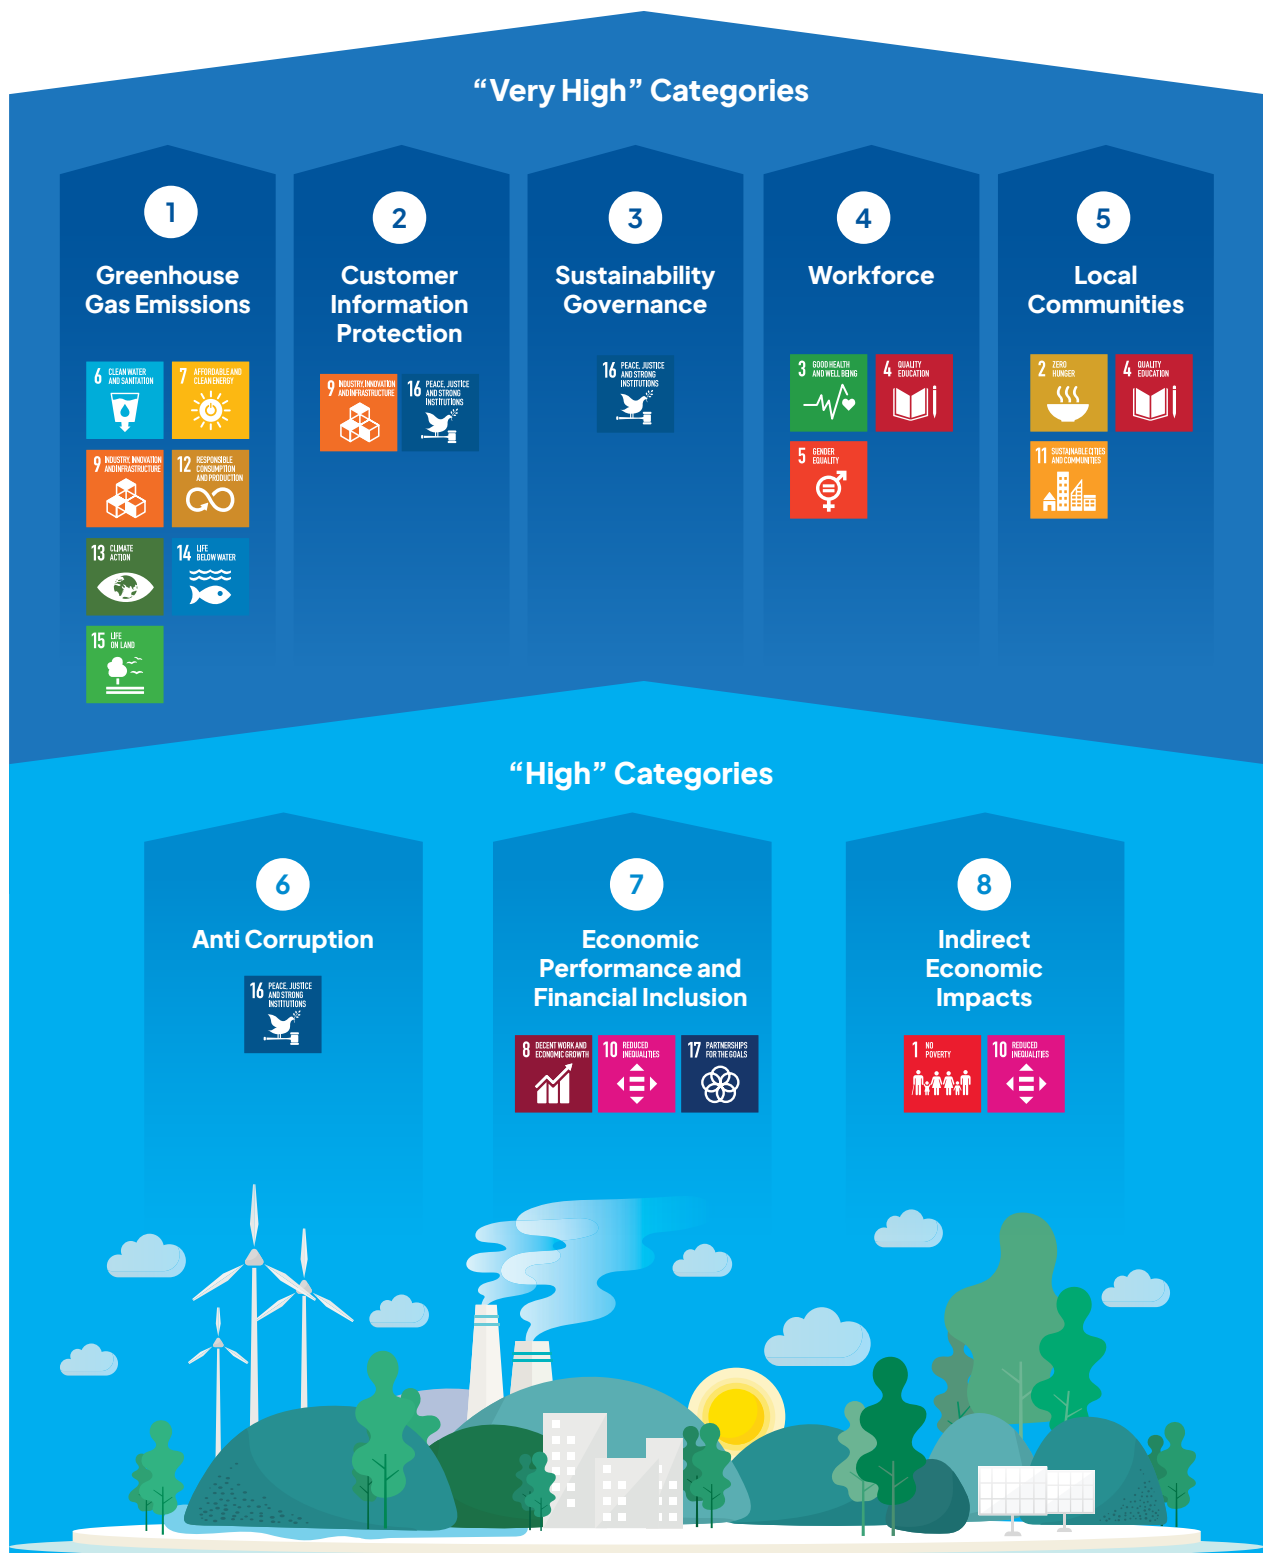 “Very High” Categories
1
Greenhouse
Gas Emissions
6 CLEAN WATER
AND SANITATION
7 AFFORDABLE AND
CLEAN ENERGY
9 INDUSTRY, INNOVATION
AND INFRASTRUCTURE
12 RESPONSIBLE
CONSUMPTION
AND PRODUCTION
13 CLIMATE
ACTION
14 LIFE
BELOW WATER
15 LIFE
ON LAND
2
Customer
Information
Protection
9 INDUSTRY, INNOVATION
AND INFRASTRUCTURE
16 PEACE, JUSTICE
AND STRONG
INSTITUTIONS
3
Sustainability
Governance
16 PEACE, JUSTICE
AND STRONG
INSTITUTIONS
4
Workforce
3 GOOD HEALTH
AND WELL BEING
4 QUALITY
EDUCATION
5 GENDER
EQUALITY
5
Local
Communities
2 ZERO
HUNGER
4 QUALITY
EDUCATION
11 SUSTAINABLE CITIES
AND COMMUNITIES
“High” Categories
6
Anti Corruption
16 PEACE, JUSTICE
AND STRONG
INSTITUTIONS
7
Economic
Performance and
Financial Inclusion
8 DECENT WORK AND
ECONOMIC GROWTH
10 REDUCED
INEQUALITIES
17 PARTNERSHIPS
FOR THE GOALS
8
Indirect
Economic
Impacts
1 NO
POVERTY
10 REDUCED
INEQUALITIES